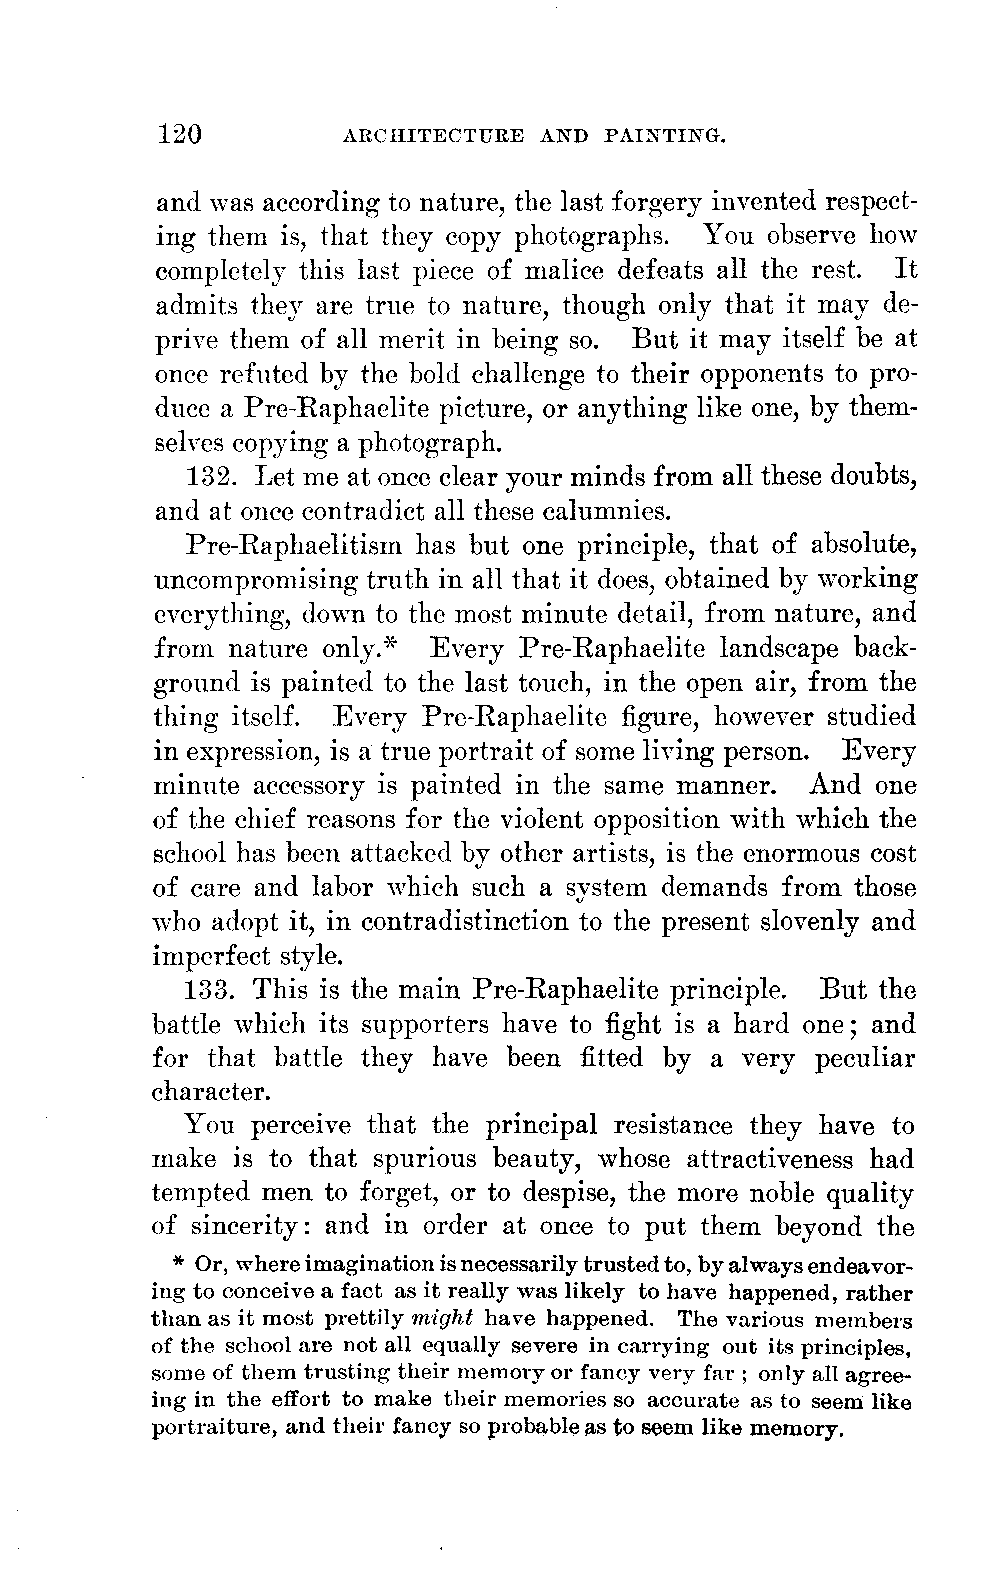 120 ARCHITECTURE AND PAINTING.
and was according to nature, the last forgery invented respect-
ing them is, that they copy photographs. You observe how
completely this last piece of malice defeats all the rest. It
admits they are true to nature, though only that it may de-
prive them of all merit in being so. But it may itself be at
once refuted by the bold challenge to their opponents to pro-
duce a Pre-Raphaelite picture, or anything like one, by them-
selves copying a photograph.
132. Let me at once clear your minds from all these doubts,
and at once contradict all these calumnies.
Pre-Raphaelitism has but one principle, that of absolute,
uncompromising truth in all that it does, obtained by working
everything, down to the most minute detail, from nature, and
from nature only.* Every Pre-Raphaelite landscape back-
ground is painted to the last touch, in the open air, from the
thing itself. Every Pre-Raphaelite figure, however studied
in expression, is a true portrait of some living person. Every
minute accessory is painted in the same manner. And one
of the chief reasons for the violent opposition with which the
school has been attacked by other artists, is the enormous cost
of care and labor which such a system demands from those
who adopt it, in contradistinction to the present slovenly and
imperfect style.
133. This is the main Pre-Raphaelite principle. But the
battle which its supporters have to fight is a hard one; and
for that battle they have been fitted by a very peculiar
character.
You perceive that the principal resistance they have to
make is to that spurious beauty, whose attractiveness had
tempted men to forget, or to despise, the more noble quality
of sincerity: and in order at once to put them beyond the
* Or, where imagination is necessarily trusted to, by always endeavor-
ing to conceive a fact as it really was likely to have happened, rather
than as it most prettily might have happened. The various members
of the school are not all equally severe in carrying out its principles,
some of them trusting their memory or fancy very far; only all agree-
ing in the effort to make their memories so accurate as to seem like
portraiture, and their fancy so probable as to seem like memory.